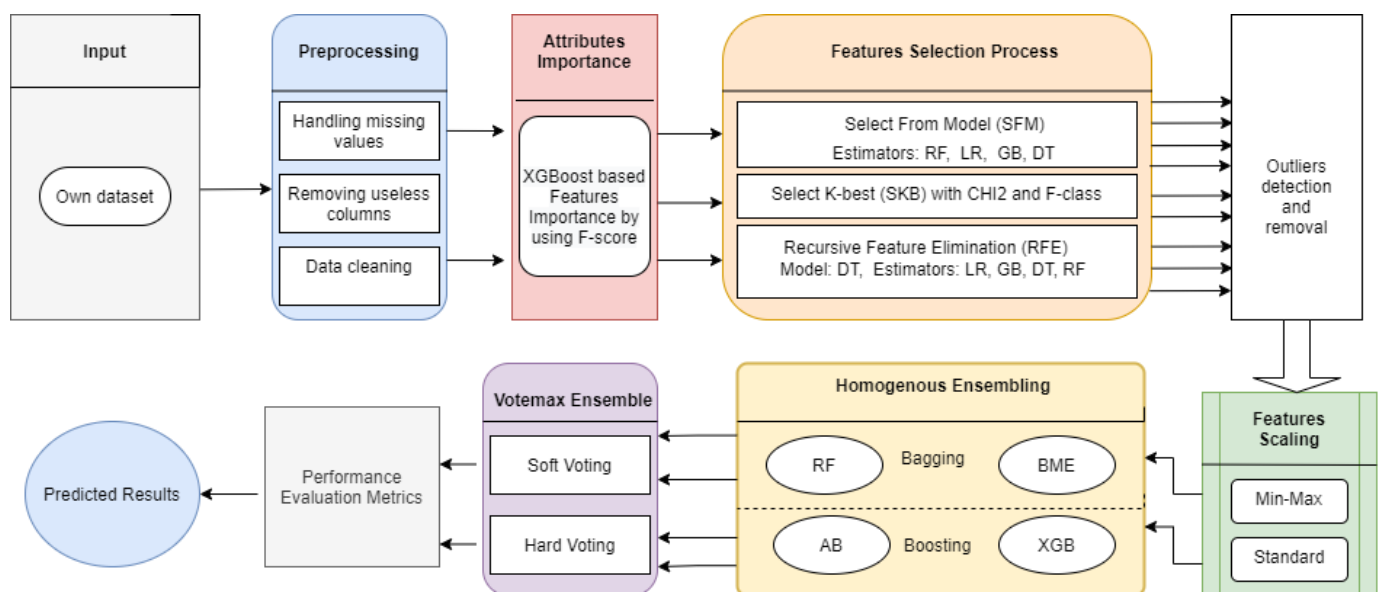 Input
Own dataset
Preprocessing
Handling missing
values
Removing useless
columns
Data cleaning
Attributes
Importance
XGBoost based
Features
Importance by
using F-score
Features Selection Process
Select From Model (SFM)
Estimators: RF, LR, GB, DT
Select K-best (SKB) with CHI2 and F-class
Recursive Feature Elimination (RFE)
Model: DT, Estimators: LR, GB, DT, RF
Outliers
detection
and
removal
Features
Scaling
Min-Max
Standard
Homogenous Ensembling
RF Bagging BME
AB Boosting XGB
Votemax Ensemble
Soft Voting
Hard Voting
Performance
Evaluation Metrics
Predicted Results